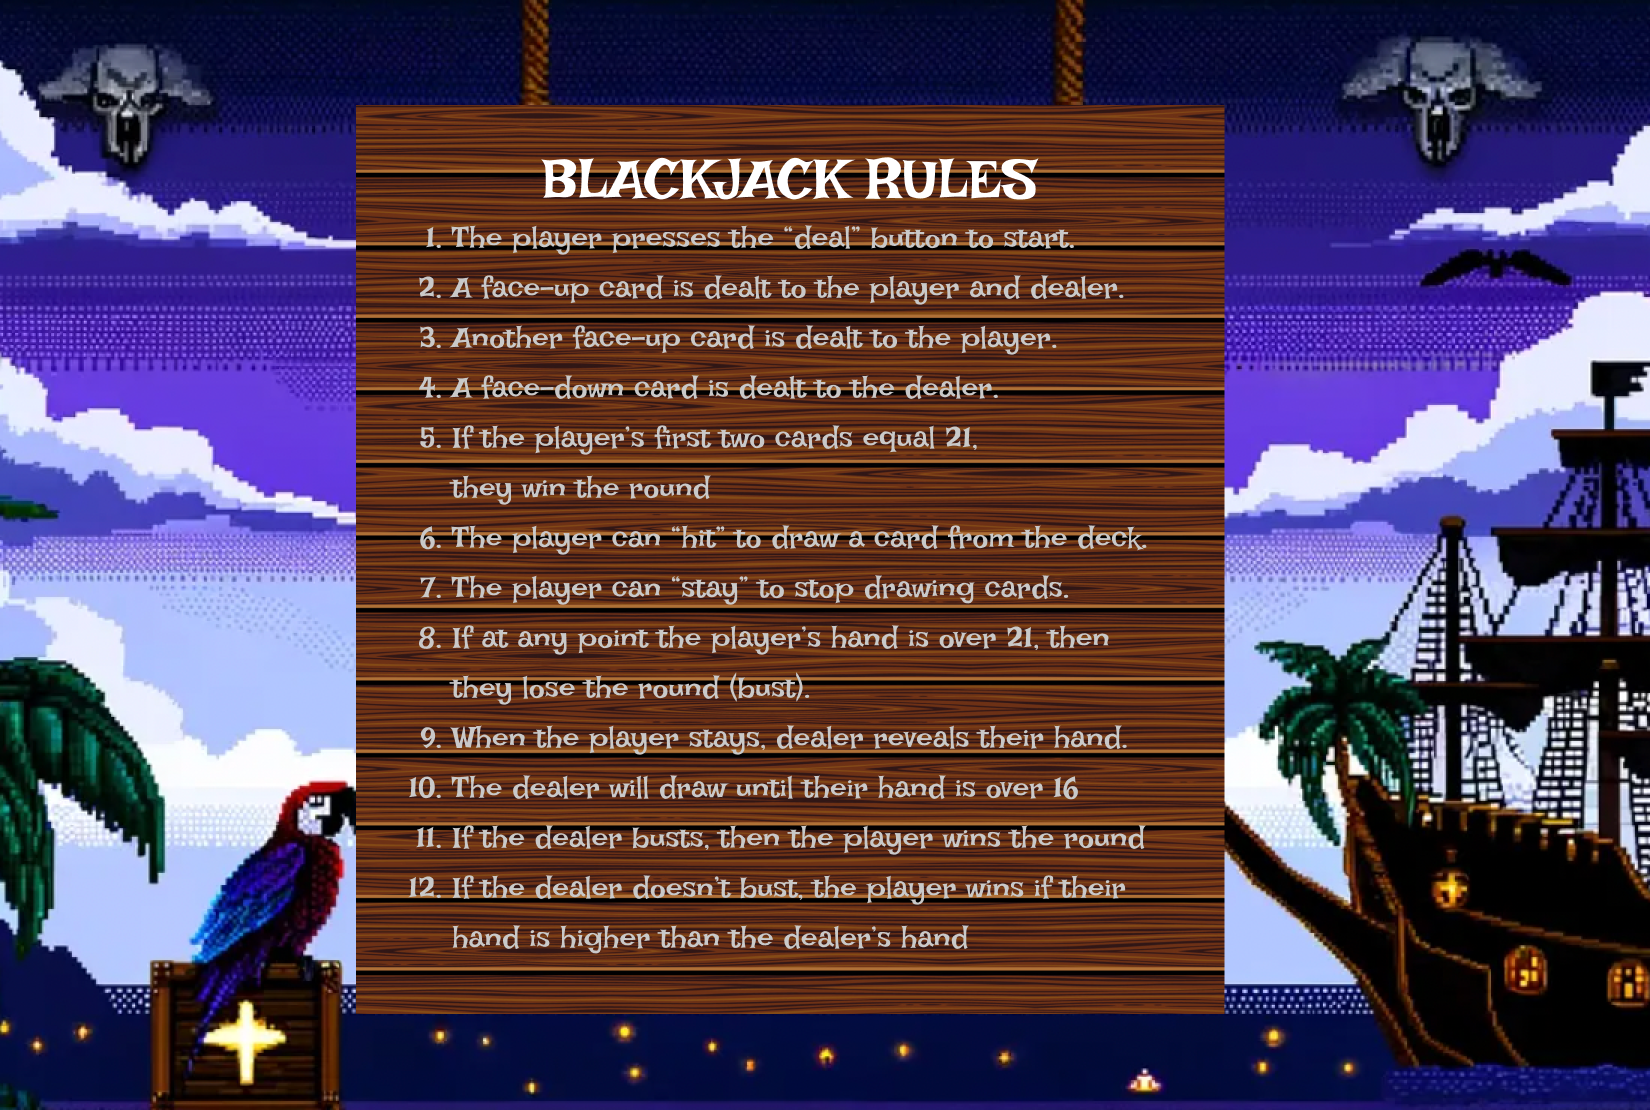 BLACKJACK RULES
1. The player presses the “deal” button to start.
2. A face-up card is dealt to the player and dealer.
3. Another face-up card is dealt to the player.
4. A face-down card is dealt to the dealer.
5. If the player’s first two cards equal 21,
they win the round
6. The player can “hit” to draw a card from the deck.
7. The player can “stay” to stop drawing cards.
8. If at any point the player’s hand is over 21, then
they lose the round (bust).
9. When the player stays, dealer reveals their hand.
10. The dealer will draw until their hand is over 16
11. If the dealer busts, then the player wins the round
12. If the dealer doesn’t bust, the player wins if their
hand is higher than the dealer’s hand